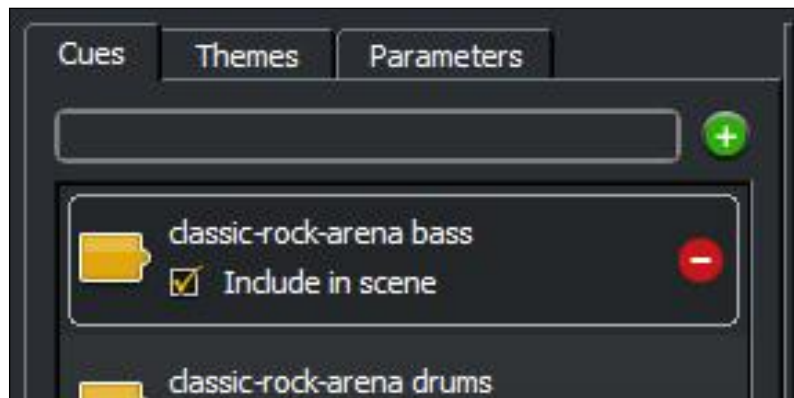 Cues Themes Parameters
classic-rock-arena bass
Include in scene
classic-rock-arena drums